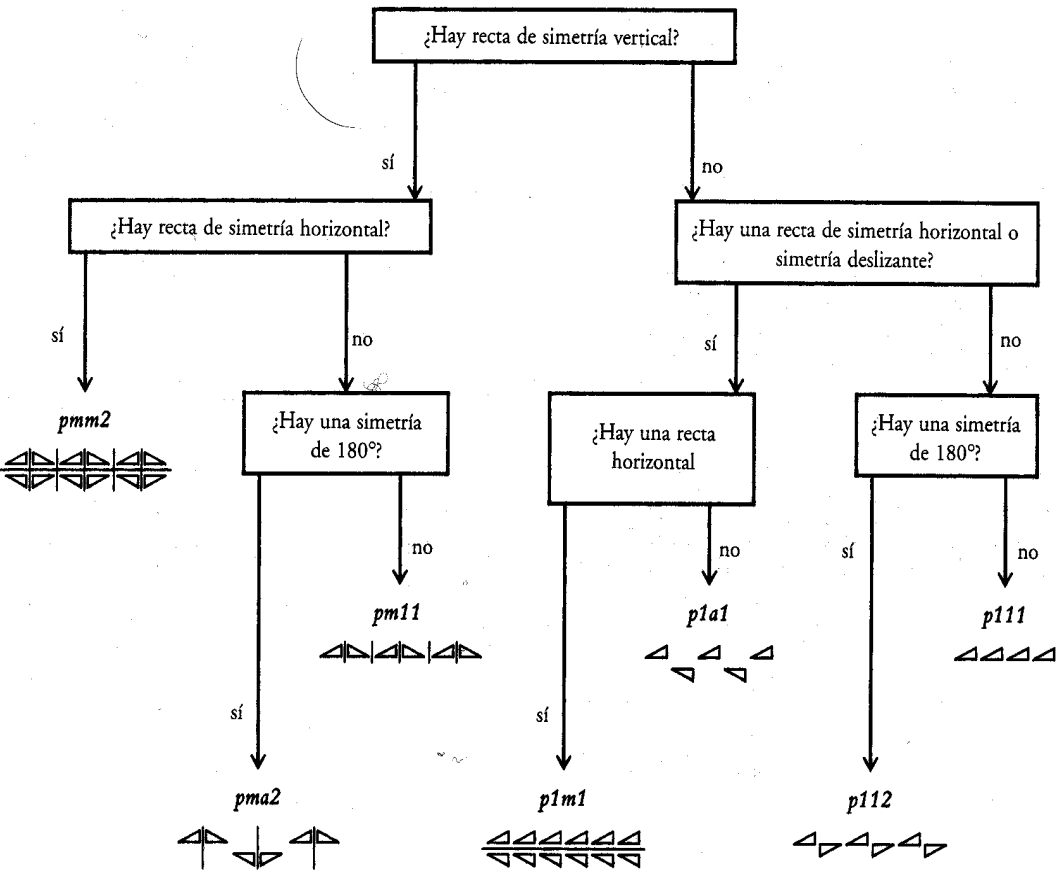 ¿Hay recta de simetría vertical?
sí
no
¿Hay recta de simetría horizontal?
¿Hay una recta de simetría horizontal o
simetría deslizante?
sí
no
sí
no
pmm2
¿Hay una simetría
de 180°?
¿Hay una recta
horizontal
¿Hay una simetría
de 180°?
no
no
sí
no
pm11
p1a1
p111
sí
sí
pma2
p1m1
p112